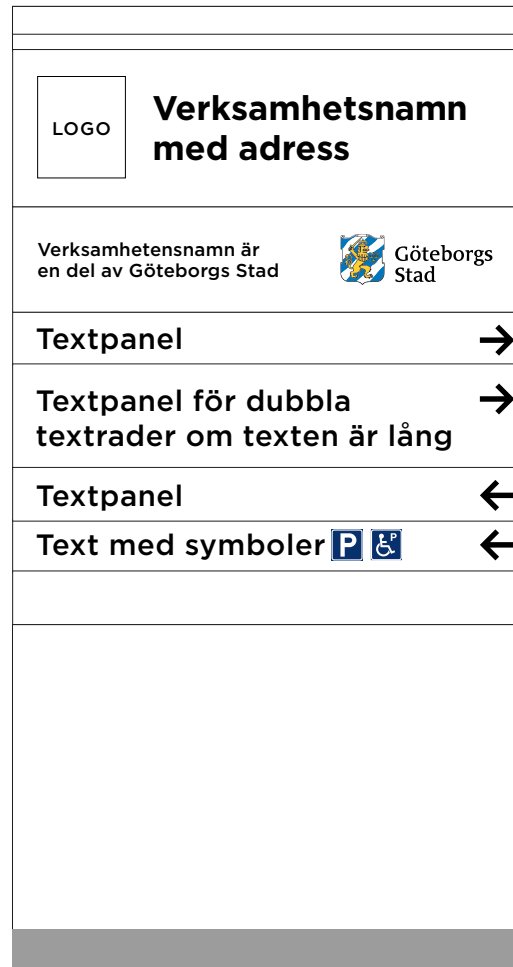 LOGO
Verksamhetsnamn
med adress
Verksamhetensnamn är
en del av Göteborgs Stad
Göteborgs
Stad
Textpanel
Textpanel för dubbla
textrader om texten är lång
Textpanel
Text med symboler P P